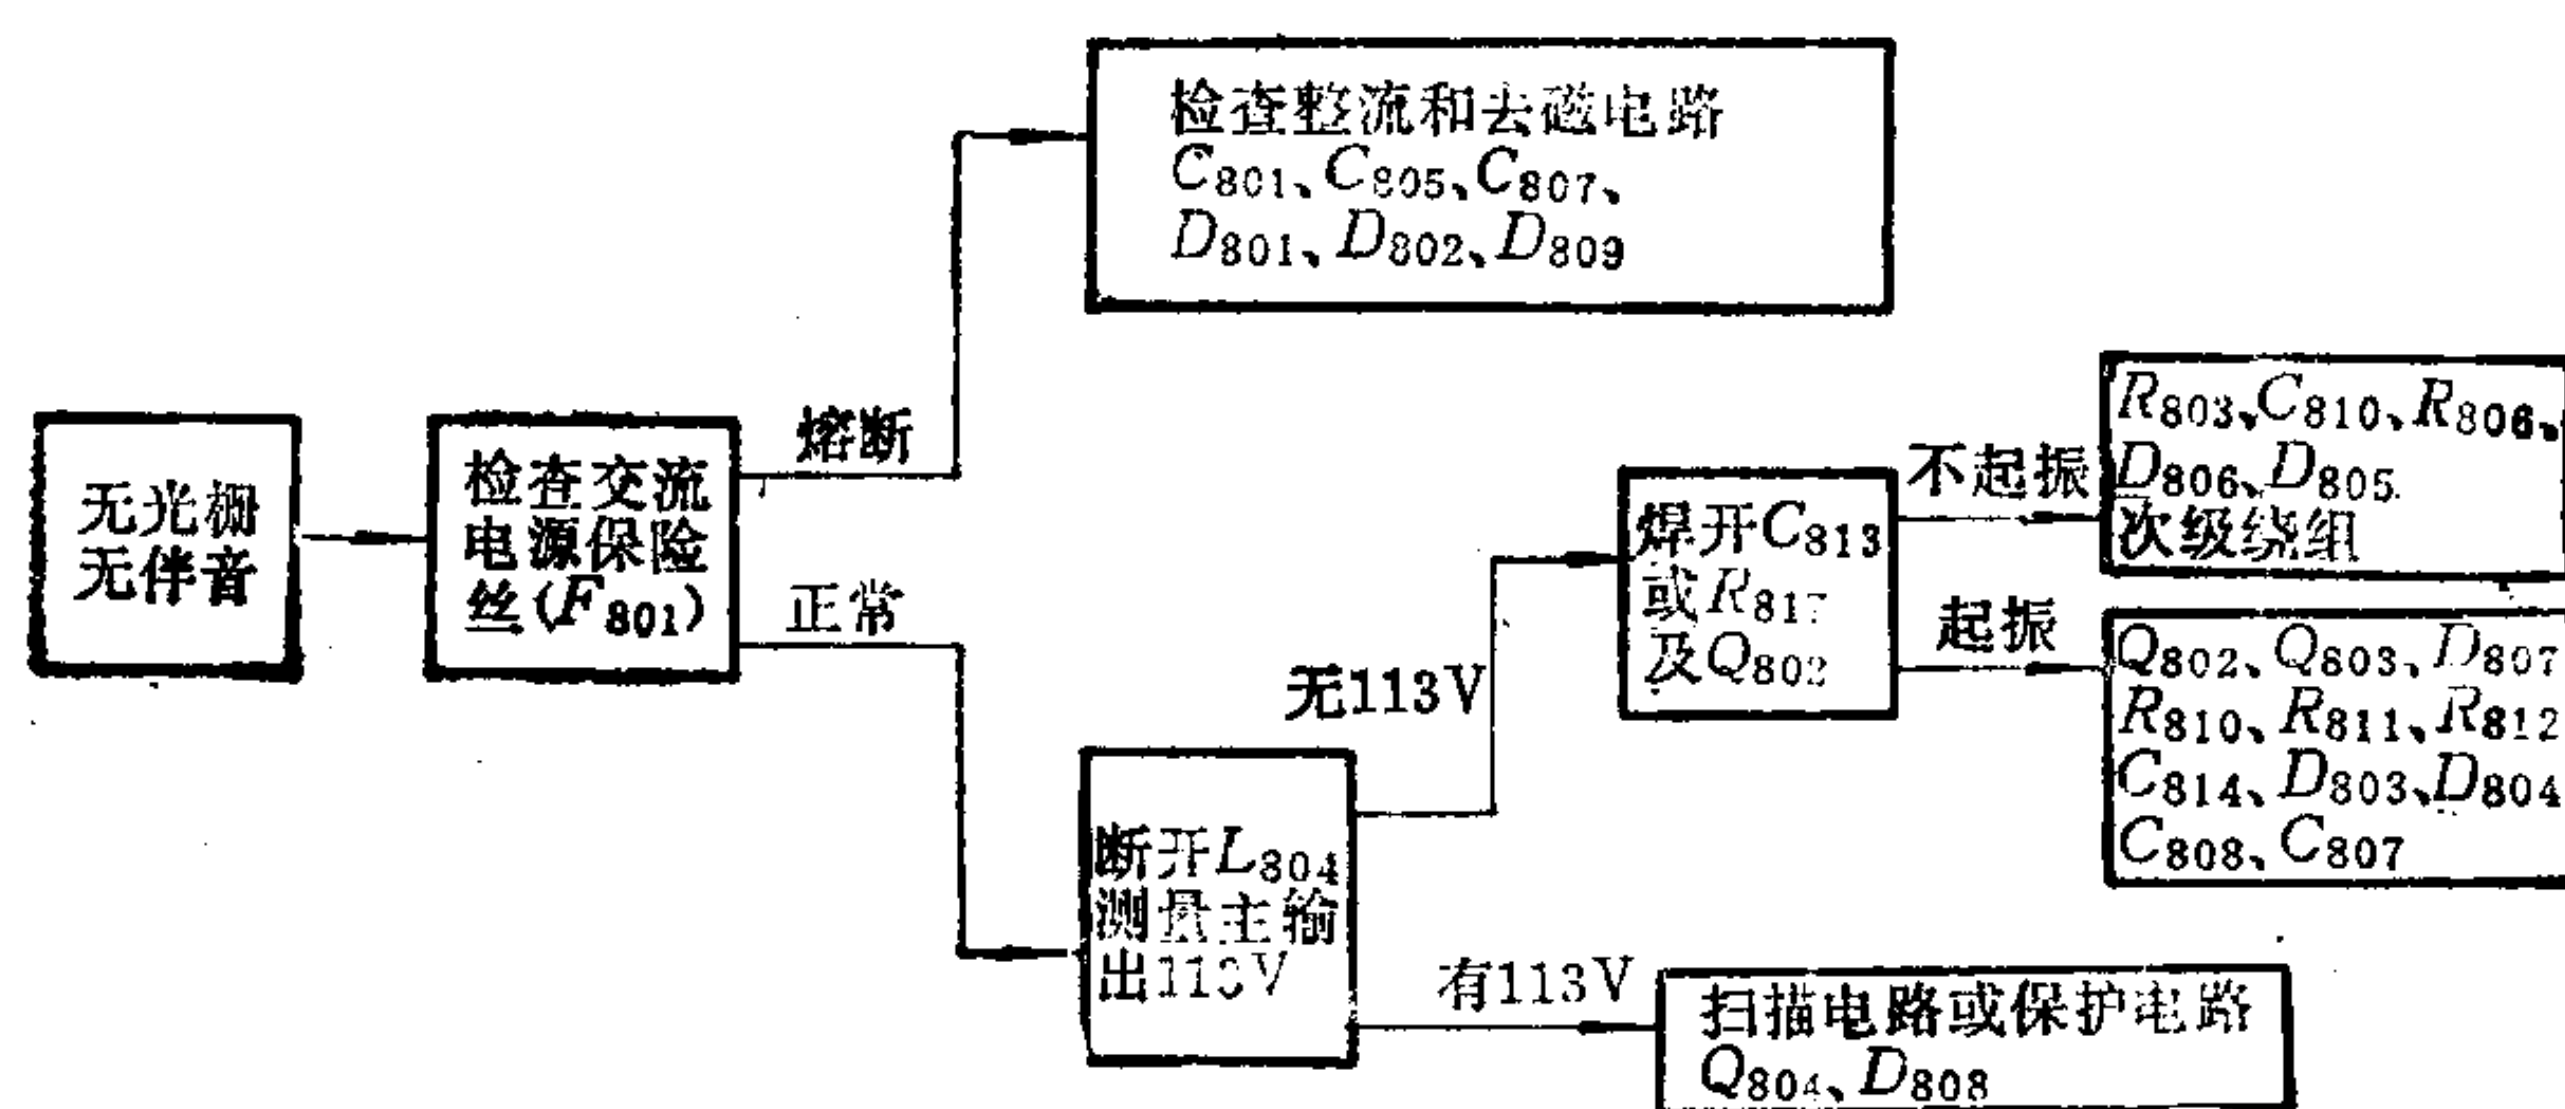 无光栅
无伴音
检查交流
电源保险
丝(F801)
熔断
检查整流和去磁电路
C801、C805、C807、
D801、D802、D809
正常
断开L804
测量主输
出113V
无113V
焊开C813
或R817
及Q802
不起振
R803、C810、R806、
D806、D805
次级绕组
起振
Q802、Q803、D807
R810、R811、R812
C814、D803、D804
C808、C807
有113V
扫描电路或保护电路
Q804、D808